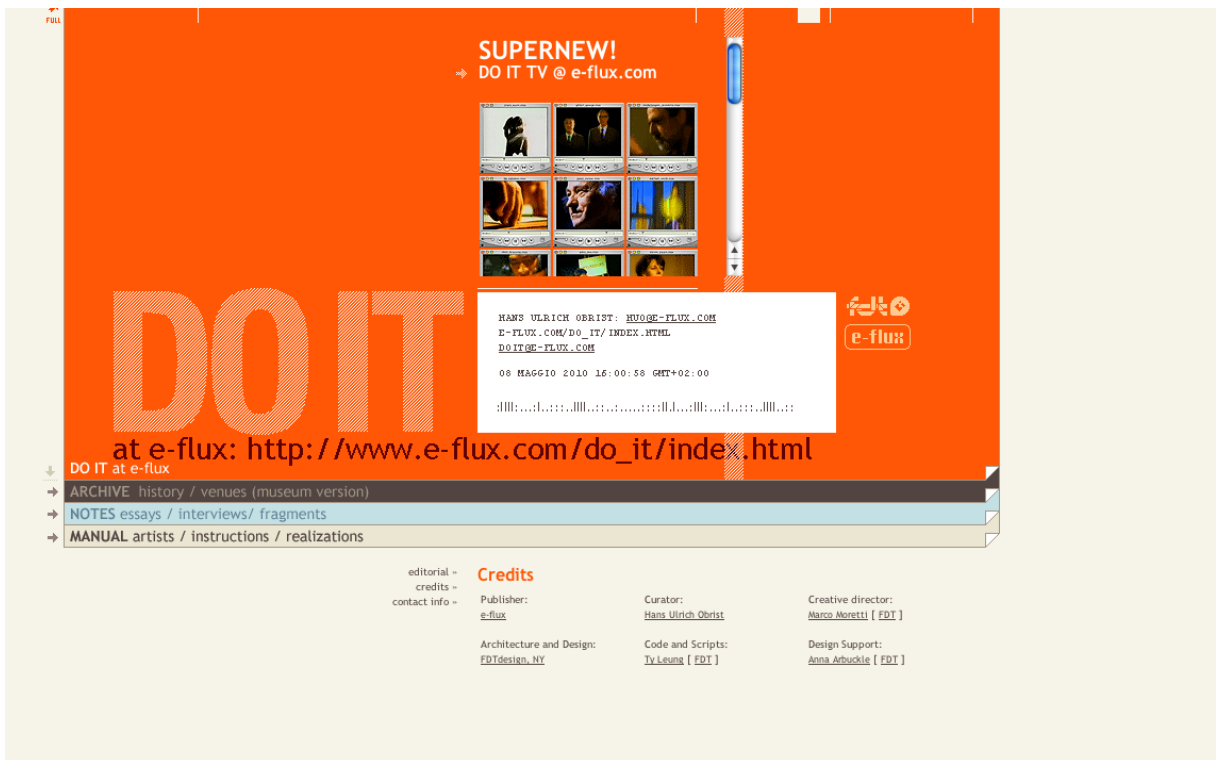 FULL
SUPERNEW!
DO IT TV @ e-flux.com
HANS ULRICH OBRIST: HUO@E-FLUX.COM
E-FLUX.COM/DO_IT/INDEX.HTML
DOIT@E-FLUX.COM
08 MAGGIO 2010 16:00:58 GMT+02:00
DO IT
e-flux
at e-flux: http://www.e-flux.com/do_it/index.html
DO IT at e-flux
ARCHIVE history / venues (museum version)
NOTES essays / interviews/ fragments
MANUAL artists / instructions / realizations
editorial »
credits »
contact info »
Credits
Publisher:
e-flux
Curator:
Hans Ulrich Obrist
Creative director:
Marco Moretti [ FDT ]
Architecture and Design:
FDTdesign, NY
Code and Scripts:
Ty Leung [ FDT ]
Design Support:
Anna Arbuckle [ FDT ]